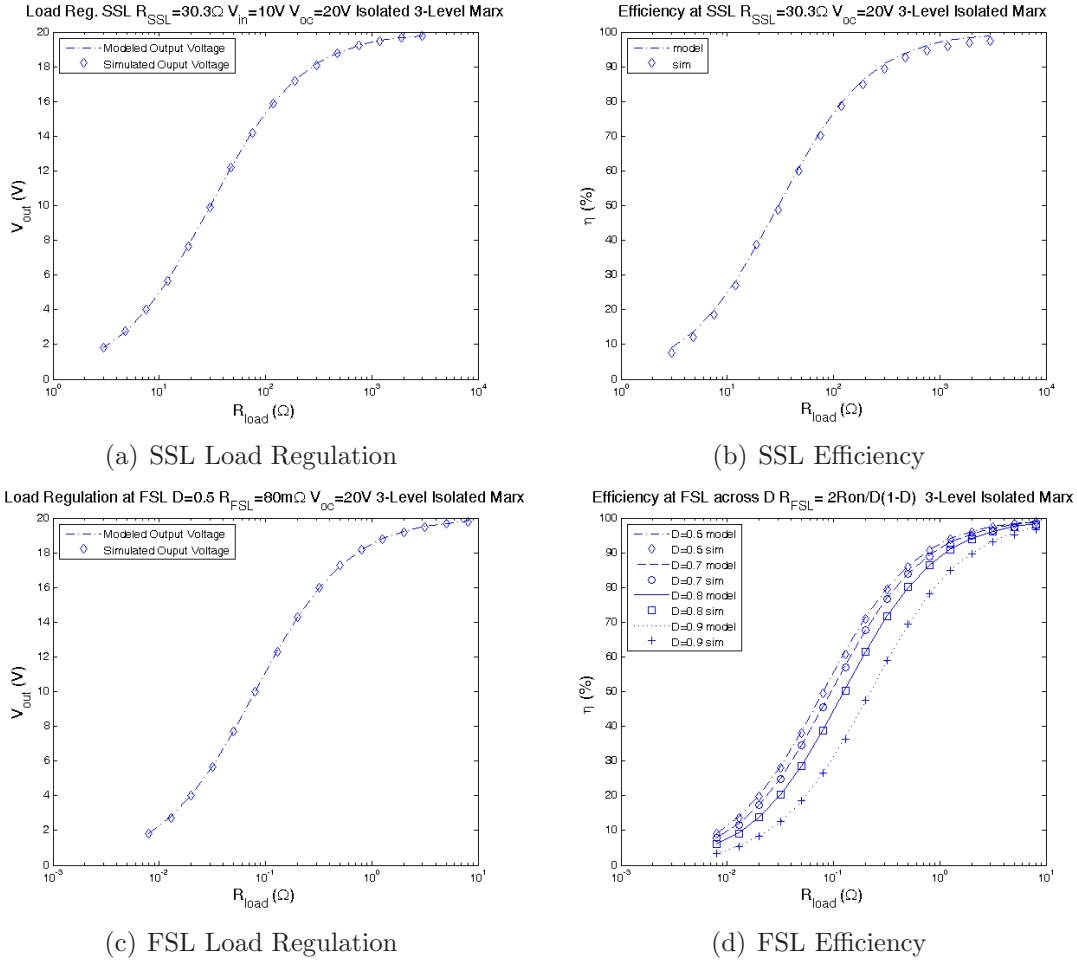 Load Reg. SSL R_SSL=30.3Ω V_in=10V V_oc=20V Isolated 3-Level Marx
20
18
16
14
12
10
8
6
4
2
0
V_out (V)
Modeled Output Voltage
Simulated Ouput Voltage
10^0
10^1
10^2
10^3
10^4
R_load (Ω)
(a) SSL Load Regulation
Efficiency at SSL R_SSL=30.3Ω V_oc=20V Isolated 3-Level Marx
100
90
80
70
60
50
40
30
20
10
0
η (%)
model
sim
10^0
10^1
10^2
10^3
10^4
R_load (Ω)
(b) SSL Efficiency
Load Regulation at FSL D=0.5 R_FSL=80mΩ V_oc=20V 3-Level Isolated Marx
20
18
16
14
12
10
8
6
4
2
0
V_out (V)
Modeled Output Voltage
Simulated Ouput Voltage
10^-3
10^-2
10^-1
10^0
10^1
R_load (Ω)
(c) FSL Load Regulation
Efficiency at FSL across D R_FSL = 2Ron/D(1-D) 3-Level Isolated Marx
100
90
80
70
60
50
40
30
20
10
0
η (%)
D=0.5 model
D=0.5 sim
D=0.7 model
D=0.7 sim
D=0.8 model
D=0.8 sim
D=0.9 model
D=0.9 sim
10^-3
10^-2
10^-1
10^0
10^1
R_load (Ω)
(d) FSL Efficiency